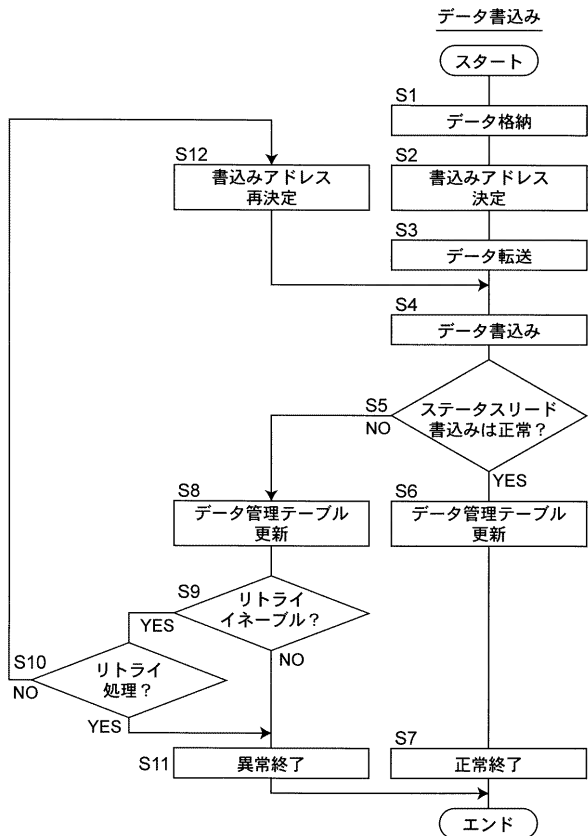 データ書込み
スタート
S1
データ格納
S12
書込みアドレス
再決定
S2
書込みアドレス
決定
S3
データ転送
S4
データ書込み
S5
ステータスリード
書込みは正常？
NO
YES
S8
データ管理テーブル
更新
S6
データ管理テーブル
更新
S9
リトライ
イネーブル？
YES
NO
S10
リトライ
処理？
NO
YES
S11
異常終了
S7
正常終了
エンド